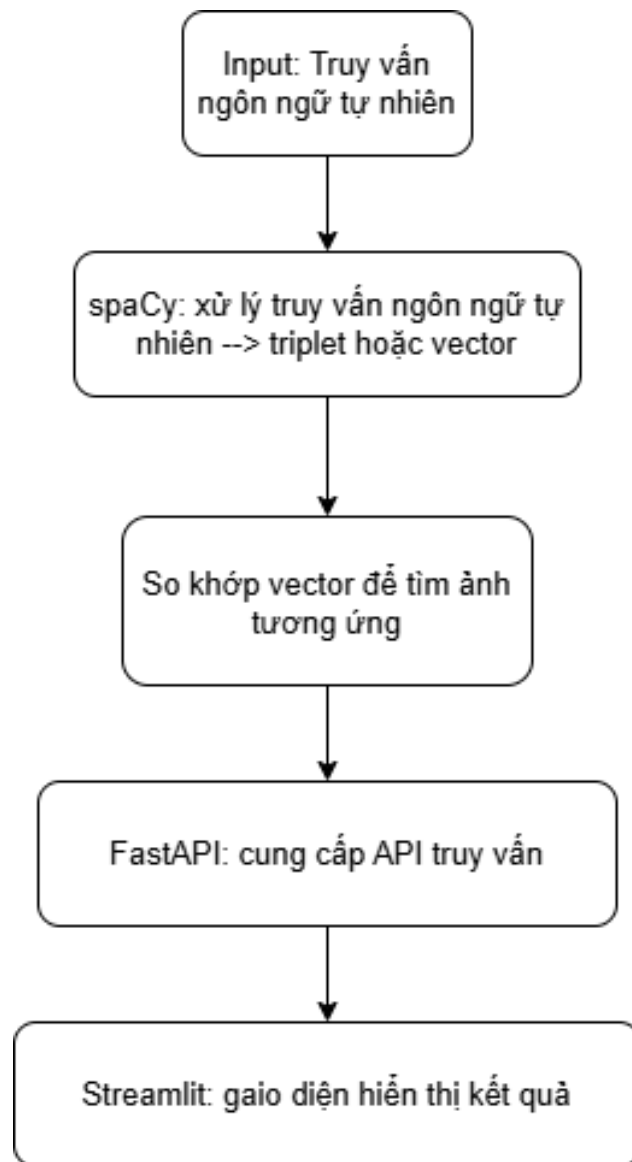 Input: Truy vấn
ngôn ngữ tự nhiên
spaCy: xử lý truy vấn ngôn ngữ tự
nhiên --> triplet hoặc vector
So khớp vector để tìm ảnh
tương ứng
FastAPI: cung cấp API truy vấn
Streamlit: gaio diện hiển thị kết quả